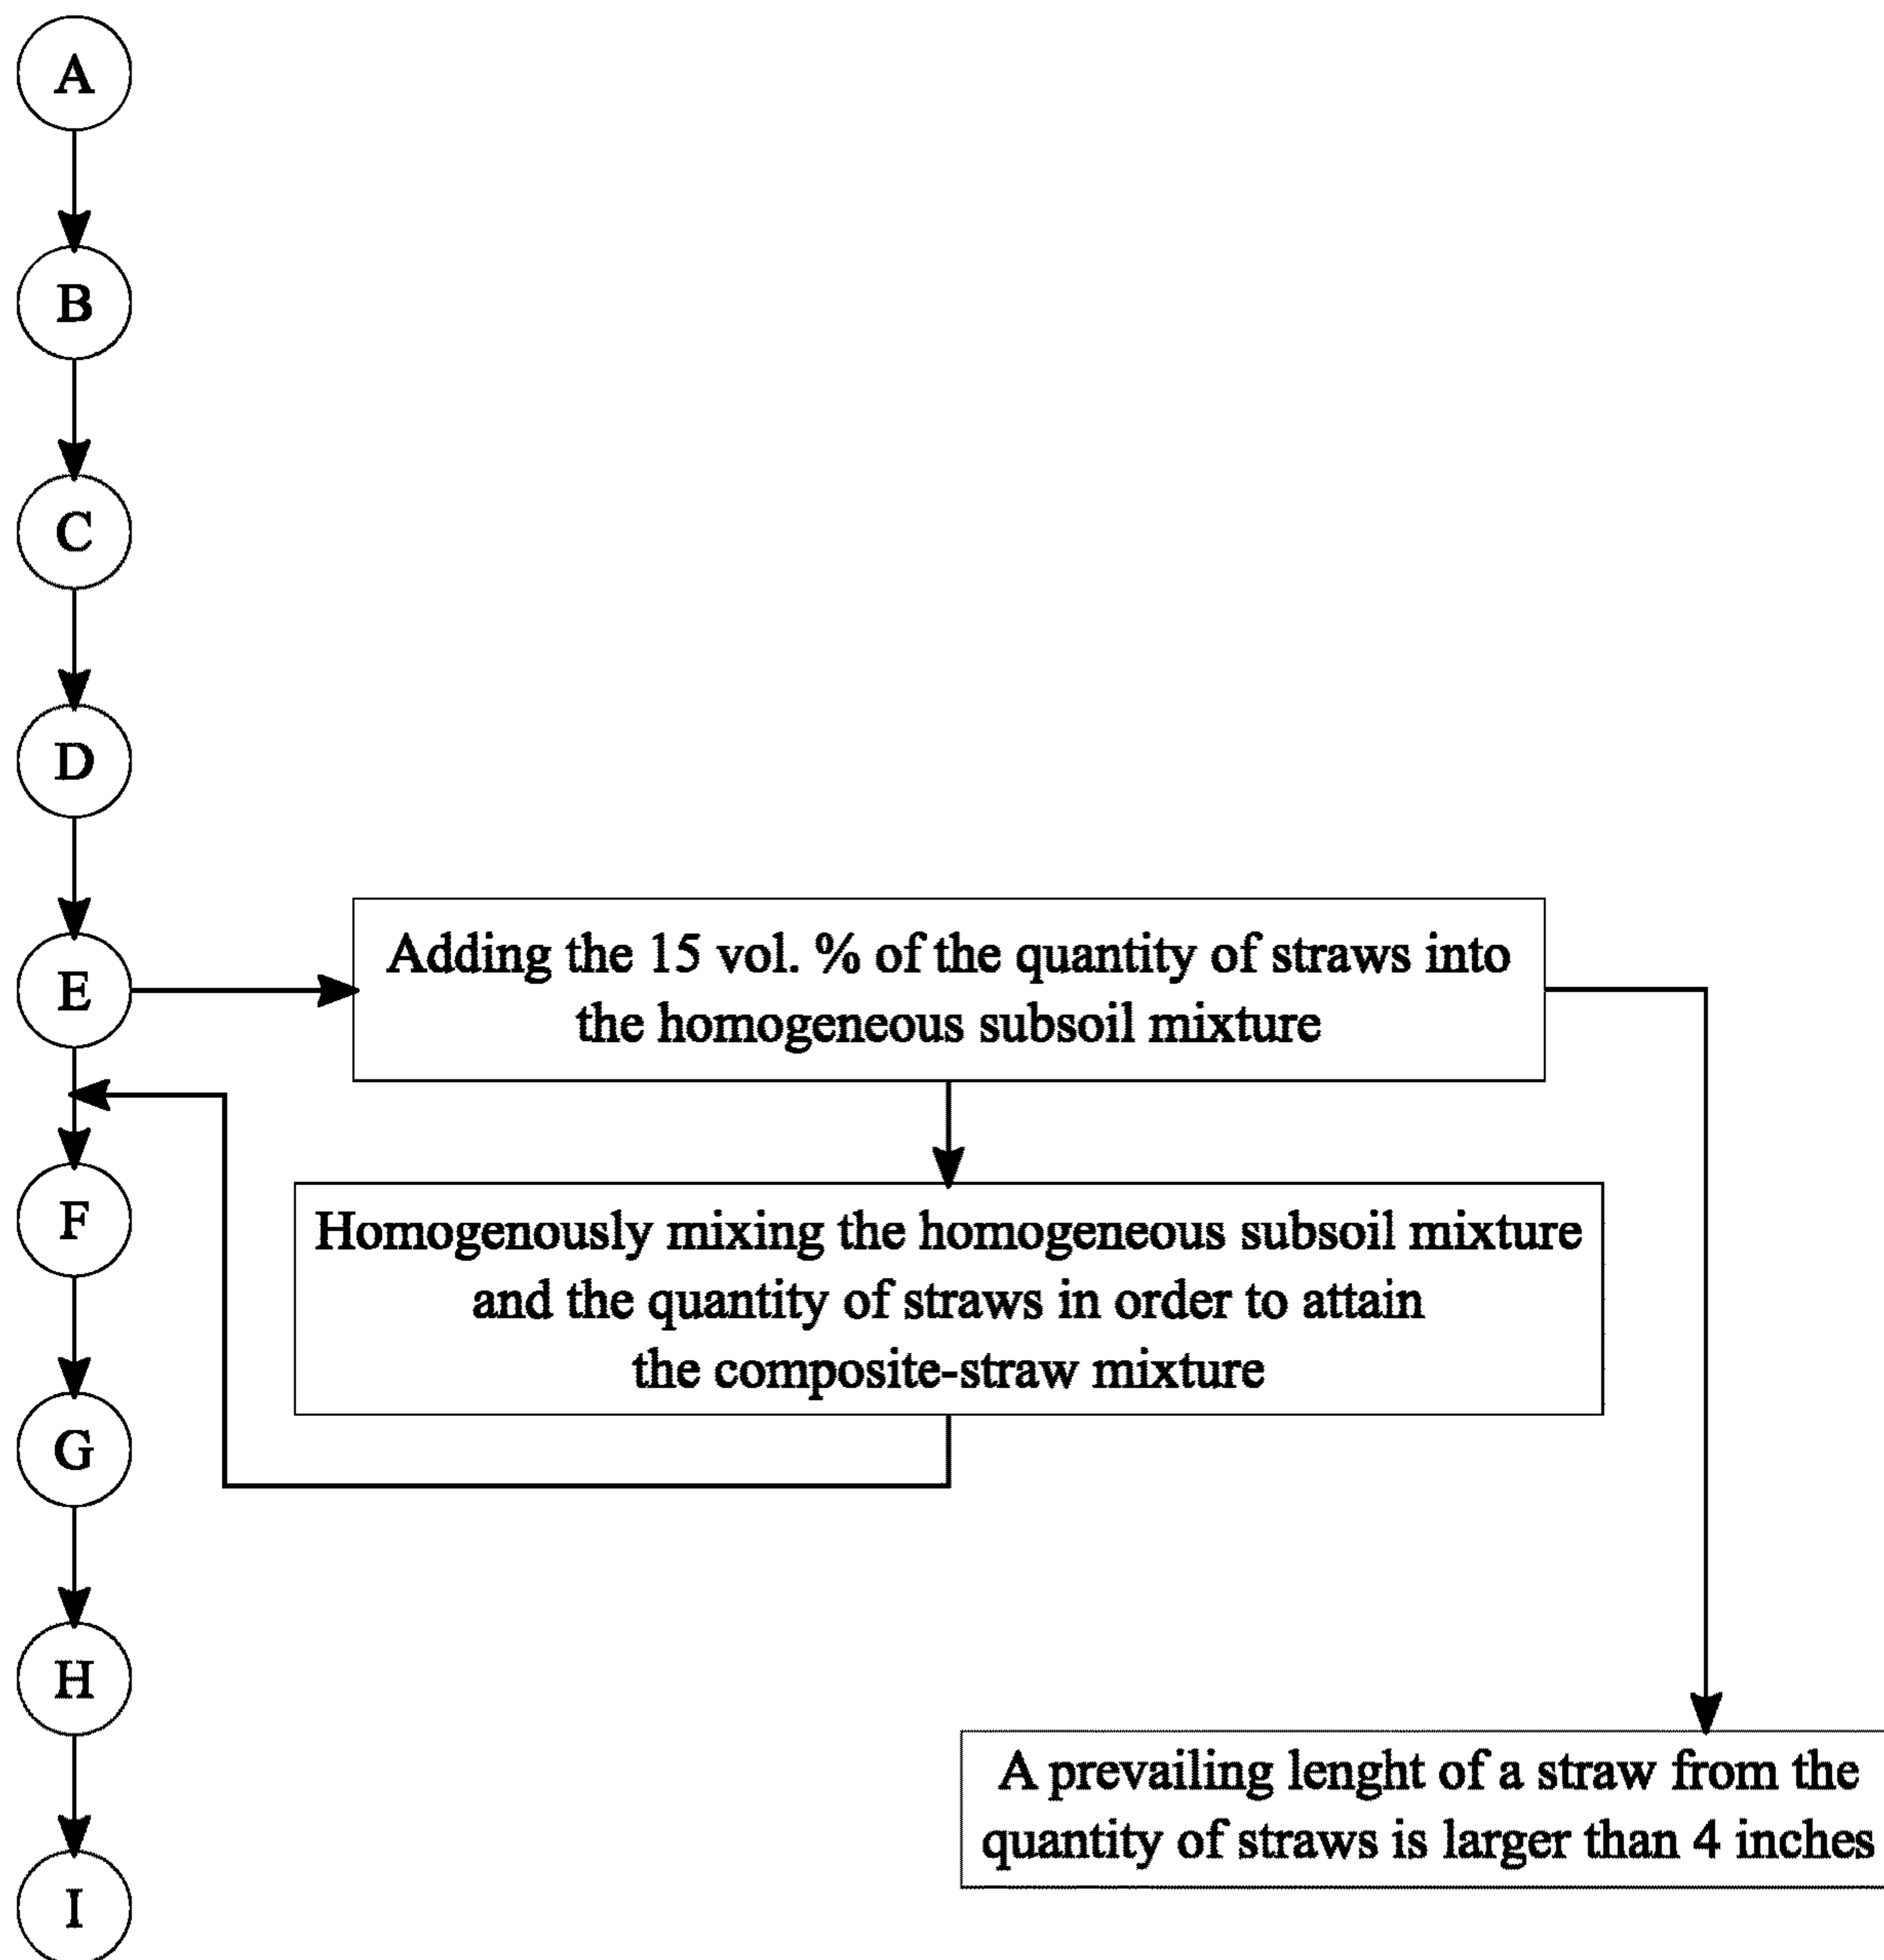 A
B
C
D
E
Adding the 15 vol. % of the quantity of straws into
the homogeneous subsoil mixture
F
Homogenously mixing the homogeneous subsoil mixture
and the quantity of straws in order to attain
the composite-straw mixture
G
H
A prevailing lenght of a straw from the
quantity of straws is larger than 4 inches
I